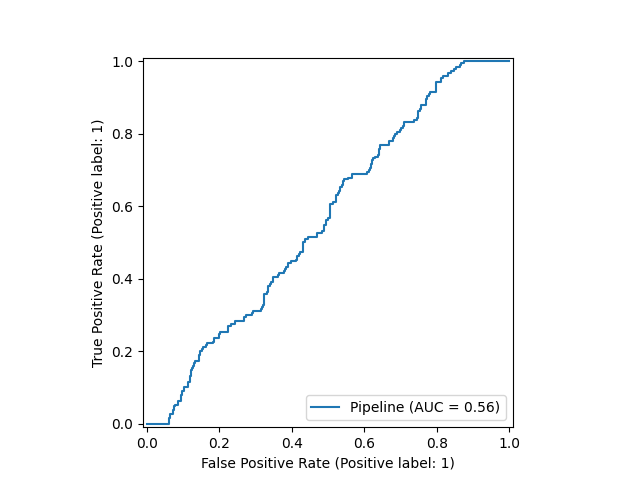 1.0
0.8
0.6
0.4
0.2
0.0
True Positive Rate (Positive label: 1)
Pipeline (AUC = 0.56)
0.0 0.2 0.4 0.6 0.8 1.0
False Positive Rate (Positive label: 1)